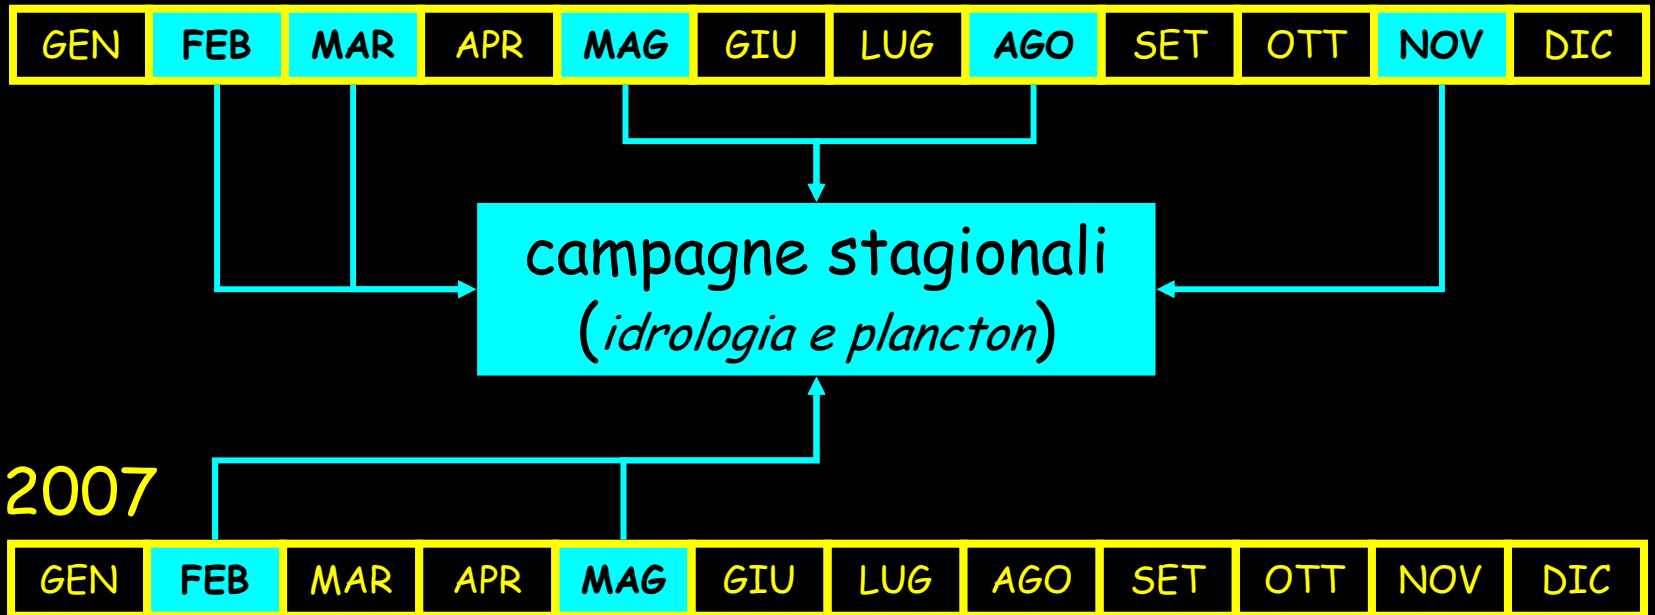 GEN FEB MAR APR MAG GIU LUG AGO SET OTT NOV DIC
campagne stagionali
(idrologia e plancton)
2007
GEN FEB MAR APR MAG GIU LUG AGO SET OTT NOV DIC